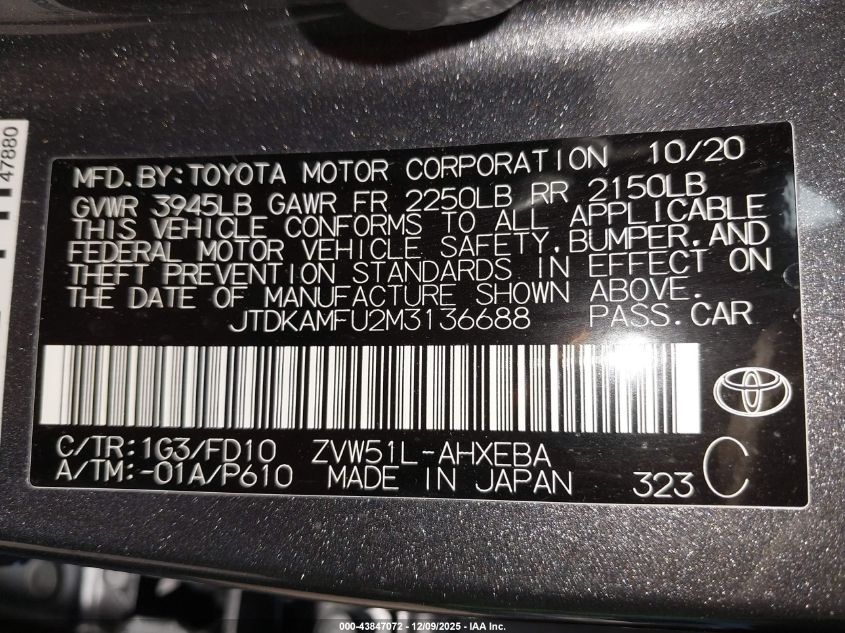 47880
MFD.BY:TOYOTA MOTOR CORPORATION 10/20
GVWR 3945LB GAWR FR 2250LB RR 2150LB
THIS VEHICLE CONFORMS TO ALL APPLICABLE
FEDERAL MOTOR VEHICLE SAFETY,BUMPER,AND
THEFT PREVENTION STANDARDS IN EFFECT ON
THE DATE OF MANUFACTURE SHOWN ABOVE.
JTDKAMFU2M3136688 PASS.CAR
C/TR:1G3/FD10 ZVW51L-AHXEBA
A/TM:-01A/P610 MADE IN JAPAN 323 C
000-43847072 - 12/09/2025 - IAA Inc.